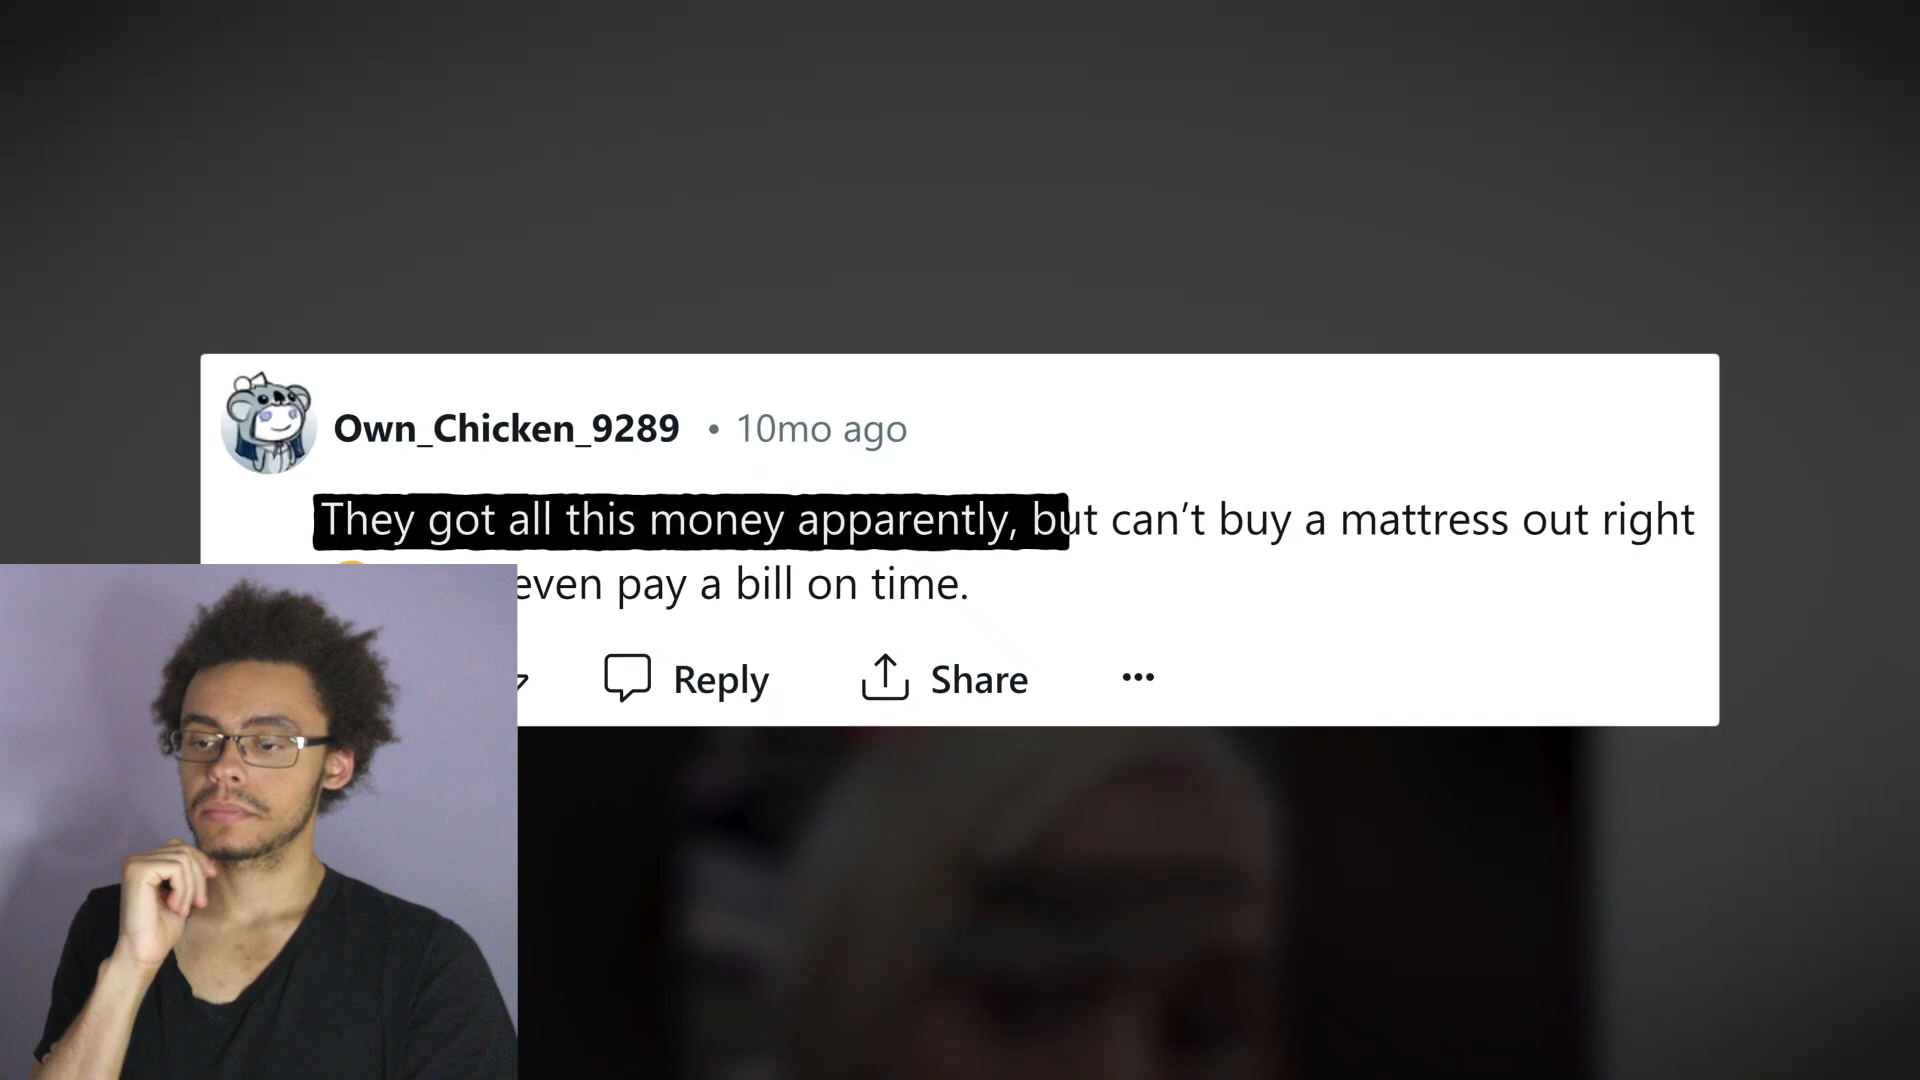 Own_Chicken_9289 • 10mo ago
They got all this money apparently, but can’t buy a mattress out right
even pay a bill on time.
Reply Share ...